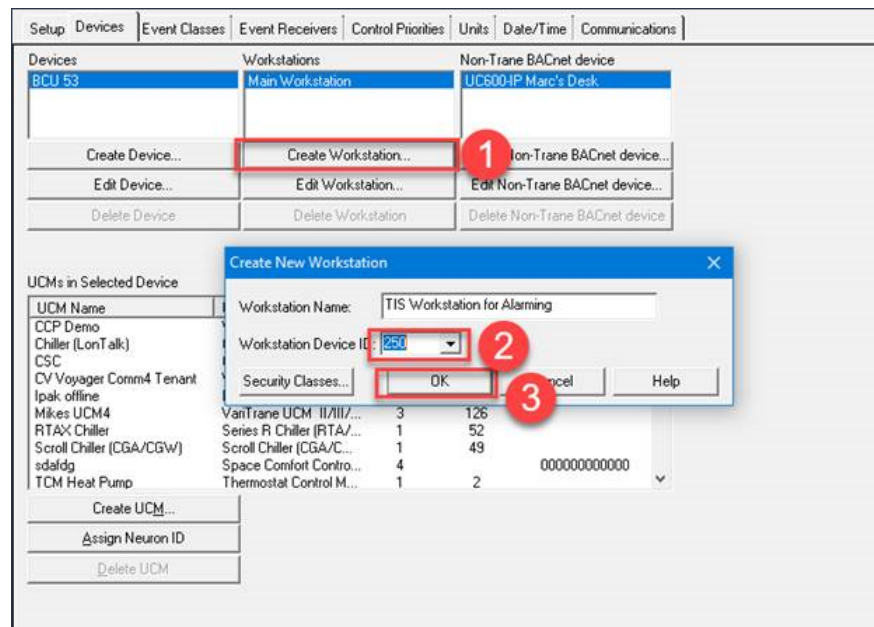 Setup Devices Event Classes Event Receivers Control Priorities Units Date/Time Communications
Devices Workstations Non-Trane BACnet device
BCU 53 Main Workstation UC600-IP Marc's Desk
Create Device... Create Workstation... 1 Non-Trane BACnet device...
Edit Device... Edit Workstation... Edit Non-Trane BACnet device...
Delete Device Delete Workstation Delete Non-Trane BACnet device
Create New Workstation
UCMs in Selected Device
Workstation Name: TIS Workstation for Alarming
UCM Name
CCP Demo
Workstation Device ID: 250 2
Chiller (LonTalk)
CSC
Security Classes... OK 3 Help
CV Voyager Comm4 Tenant
Ipak offline
Mikes UCM4 VariTrane UCM II/III/... 3 126
RTAX Chiller Series R Chiller (RTA/... 1 52
Scroll Chiller (CGA/CGW) Scroll Chiller (CGA/C... 1 49
sdafdg Space Comfort Contro... 4 000000000000
TCM Heat Pump Thermostat Control M... 1 2
Create UCM...
Assign Neuron ID
Delete UCM